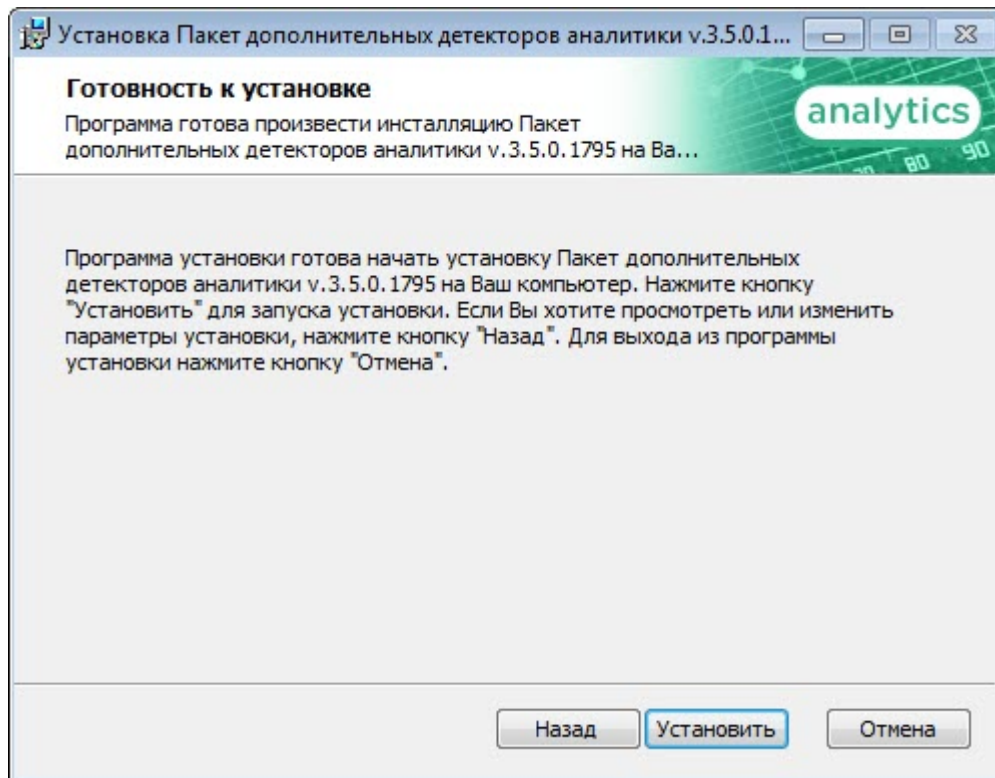 Установка Пакет дополнительных детекторов аналитики v.3.5.0.1...
Готовность к установке
Программа готова произвести инсталляцию Пакет
дополнительных детекторов аналитики v.3.5.0.1795 на Ва...
analytics
70 80 90
Программа установки готова начать установку Пакет дополнительных
детекторов аналитики v.3.5.0.1795 на Ваш компьютер. Нажмите кнопку
"Установить" для запуска установки. Если Вы хотите просмотреть или изменить
параметры установки, нажмите кнопку "Назад". Для выхода из программы
установки нажмите кнопку "Отмена".
Назад Установить Отмена